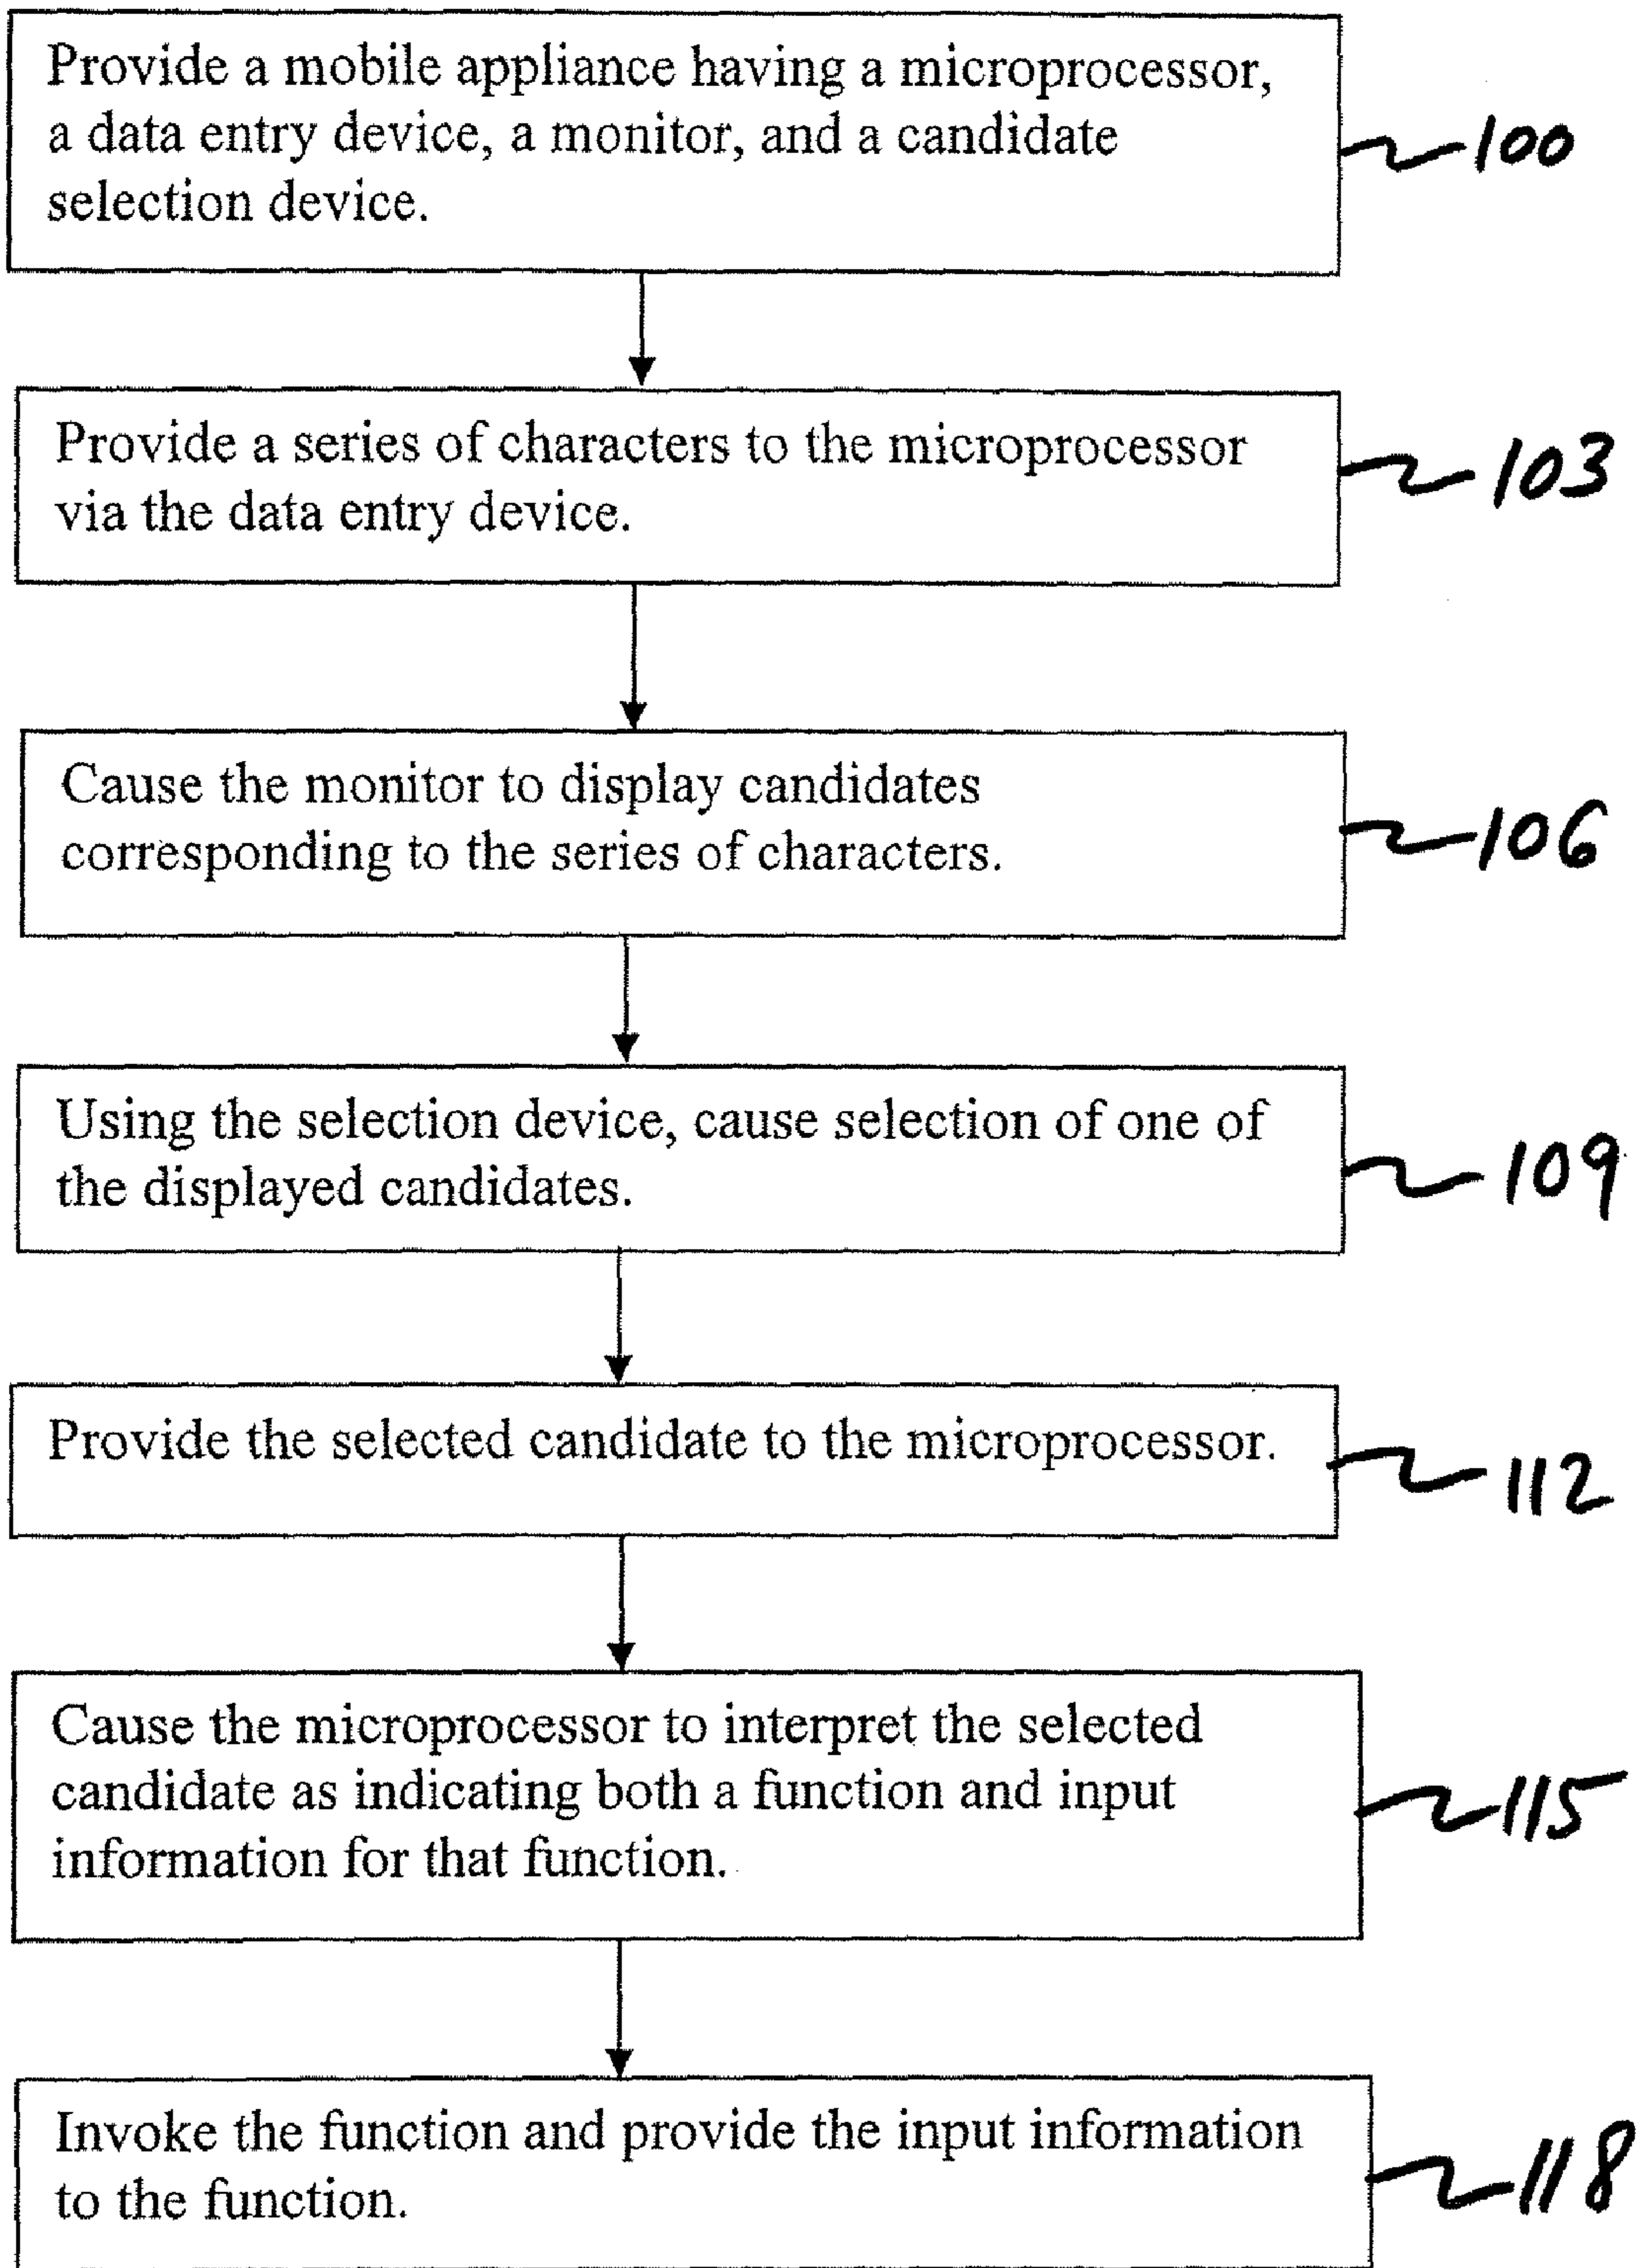 Provide a mobile appliance having a microprocessor,
a data entry device, a monitor, and a candidate
selection device.
100
Provide a series of characters to the microprocessor
via the data entry device.
103
Cause the monitor to display candidates
corresponding to the series of characters.
106
Using the selection device, cause selection of one of
the displayed candidates.
109
Provide the selected candidate to the microprocessor.
112
Cause the microprocessor to interpret the selected
candidate as indicating both a function and input
information for that function.
115
Invoke the function and provide the input information
to the function.
118